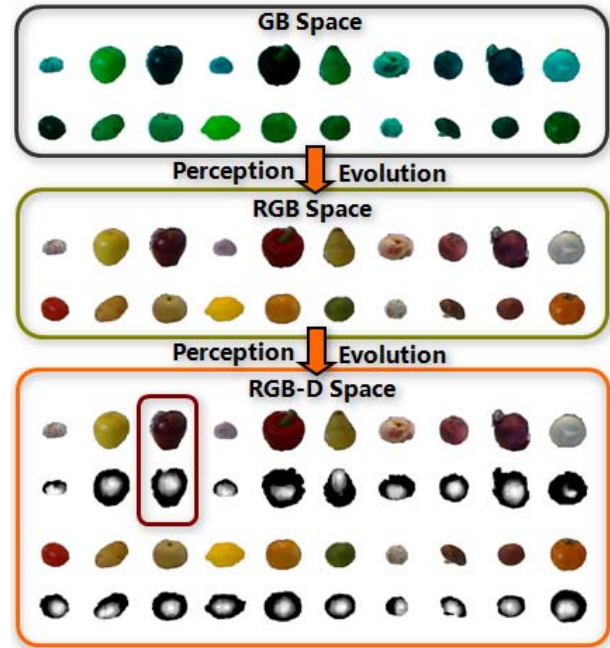 GB Space
Perception Evolution
RGB Space
Perception Evolution
RGB-D Space